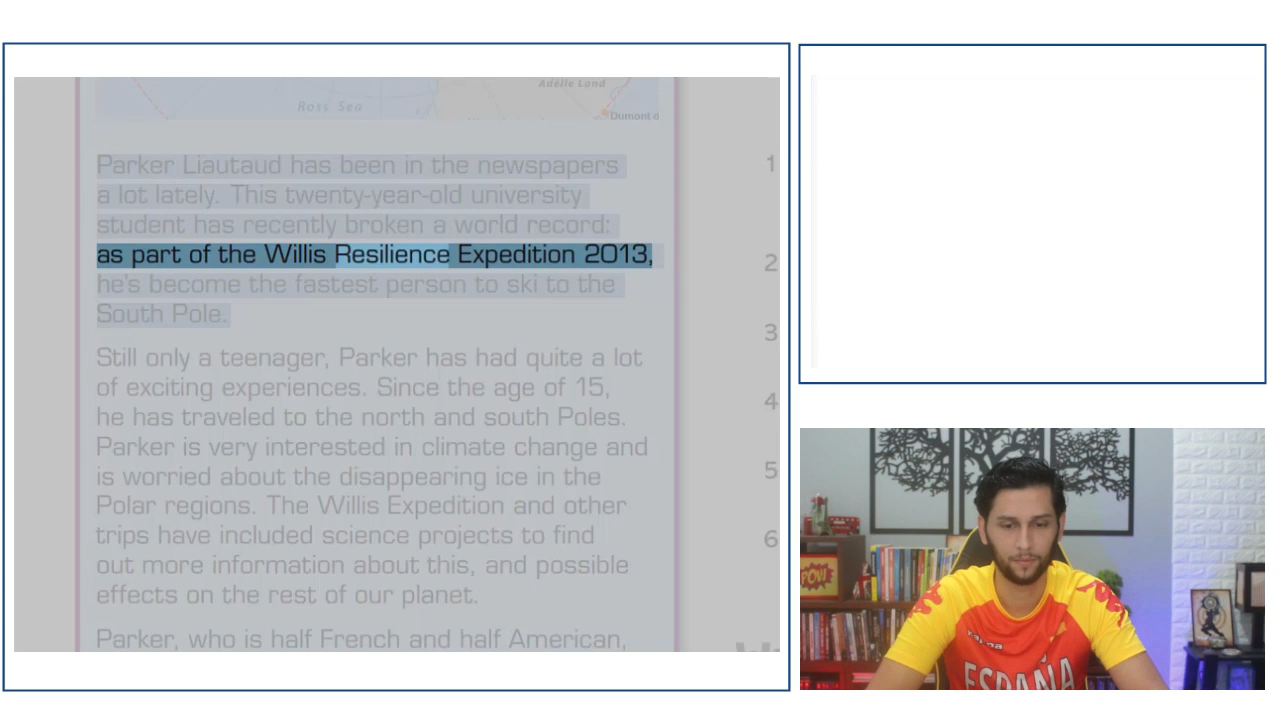 Ross Sea
Adélie Land
Dumont d
Parker Liautaud has been in the newspapers
a lot lately. This twenty-year-old university
student has recently broken a world record:
as part of the Willis Resilience Expedition 2013,
he's become the fastest person to ski to the
South Pole.
Still only a teenager, Parker has had quite a lot
of exciting experiences. Since the age of 15,
he has traveled to the north and south Poles.
Parker is very interested in climate change and
is worried about the disappearing ice in the
Polar regions. The Willis Expedition and other
trips have included science projects to find
out more information about this, and possible
effects on the rest of our planet.
Parker, who is half French and half American,
1
2
3
4
5
6
POW!
Kappa
ESPAÑA